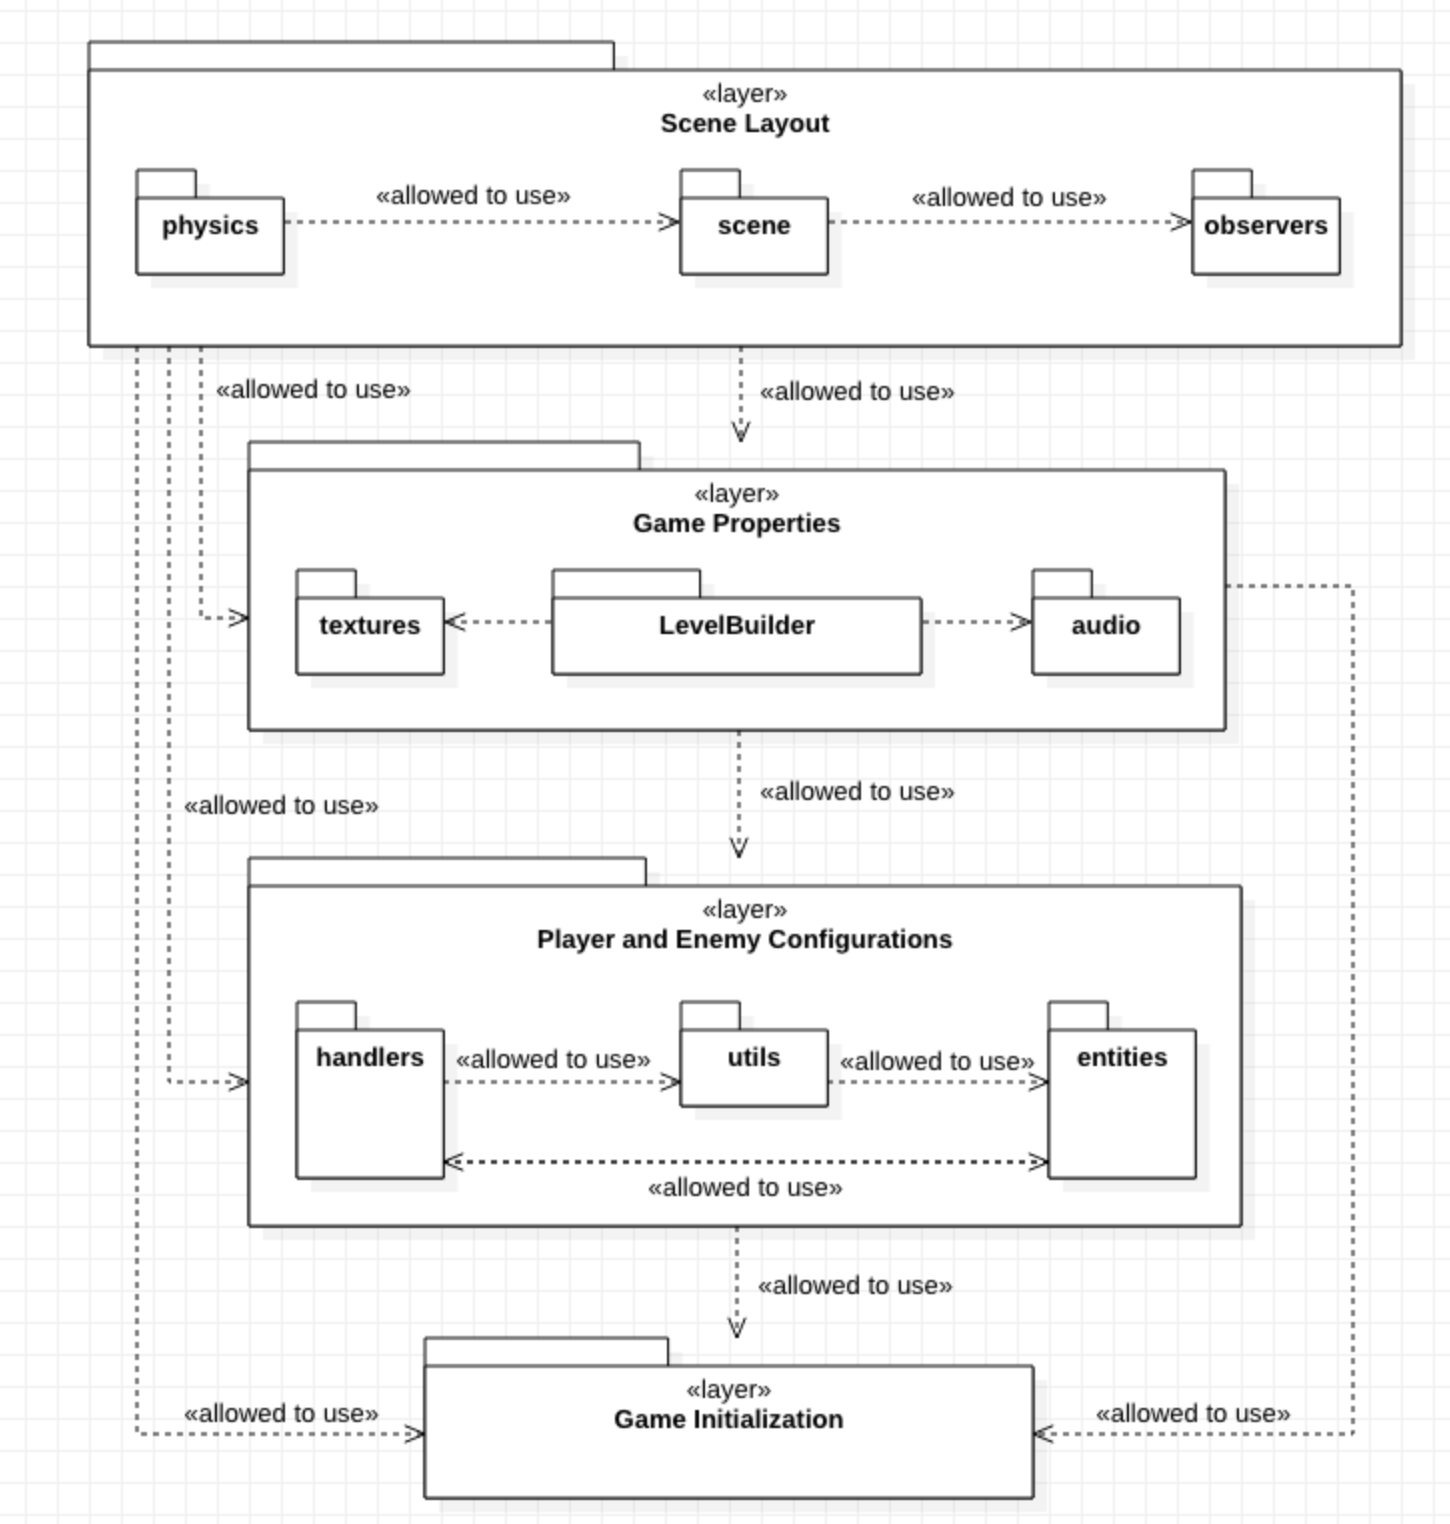 «layer»
Scene Layout
«allowed to use»
«allowed to use»
physics
scene
observers
«allowed to use»
«allowed to use»
«layer»
Game Properties
textures
LevelBuilder
audio
«allowed to use»
«allowed to use»
«layer»
Player and Enemy Configurations
handlers
«allowed to use»
utils
«allowed to use»
entities
«allowed to use»
«allowed to use»
«layer»
Game Initialization
«allowed to use»
«allowed to use»